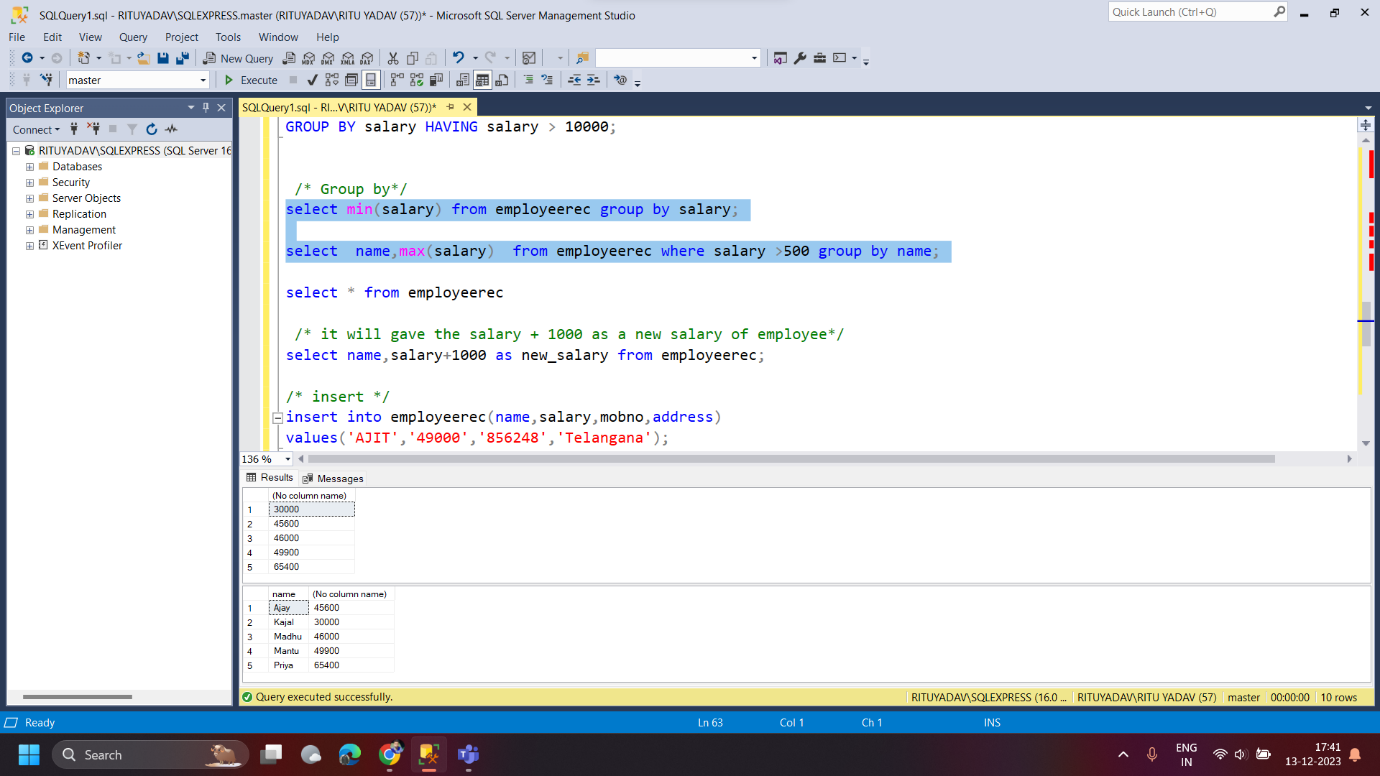 SQLQuery1.sql - RITUYADAV\SQLEXPRESS.master (RITUYADAV\RITU YADAV (57))* - Microsoft SQL Server Management Studio
Quick Launch (Ctrl+Q)
File Edit View Query Project Tools Window Help
New Query
MDX DMX XMLA DAX
master Execute
Object Explorer
Connect
RITUYADAV\SQLEXPRESS (SQL Server 16
Databases
Security
Server Objects
Replication
Management
XEvent Profiler
SQLQuery1.sql - RI...V\RITU YADAV (57))*
GROUP BY salary HAVING salary > 10000;
/* Group by*/
select min(salary) from employeerec group by salary;
select  name,max(salary)  from employeerec where salary >500 group by name;
select * from employeerec
/* it will gave the salary + 1000 as a new salary of employee*/
select name,salary+1000 as new_salary from employeerec;
/* insert */
insert into employeerec(name,salary,mobno,address)
values('AJIT','49000','856248','Telangana');
136 %
Results Messages
(No column name)
1 30000
2 45600
3 46000
4 49900
5 65400
name (No column name)
1 Ajay 45600
2 Kajal 30000
3 Madhu 46000
4 Mantu 49900
5 Priya 65400
Query executed successfully. RITUYADAV\SQLEXPRESS (16.0 ... RITUYADAV\RITU YADAV (57) master 00:00:00 10 rows
Ready Ln 63 Col 1 Ch 1 INS
Search
ENG
IN
17:41
13-12-2023